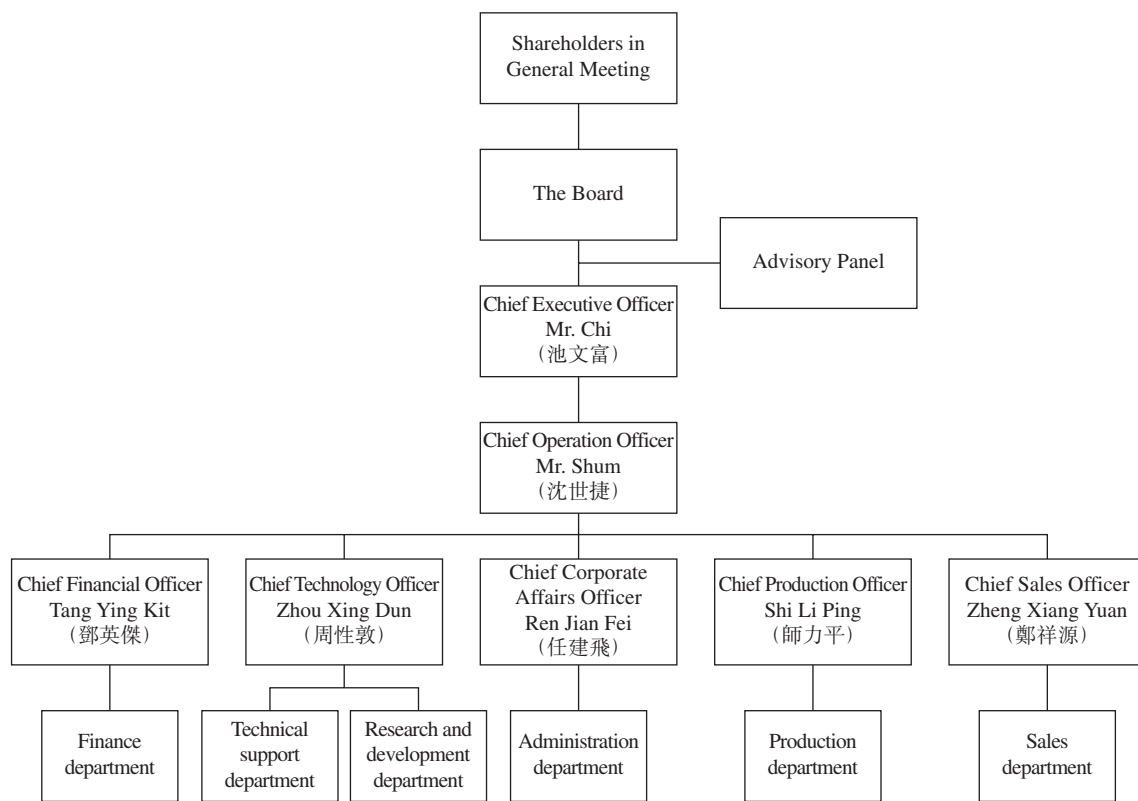 Shareholders in
General Meeting
The Board
Advisory Panel
Chief Executive Officer
Mr. Chi
(池文富)
Chief Operation Officer
Mr. Shum
(沈世捷)
Chief Financial Officer
Tang Ying Kit
(鄧英傑)
Chief Technology Officer
Zhou Xing Dun
(周性敦)
Chief Corporate
Affairs Officer
Ren Jian Fei
(任建飛)
Chief Production Officer
Shi Li Ping
(師力平)
Chief Sales Officer
Zheng Xiang Yuan
(鄭祥源)
Finance
department
Technical
support
department
Research and
development
department
Administration
department
Production
department
Sales
department